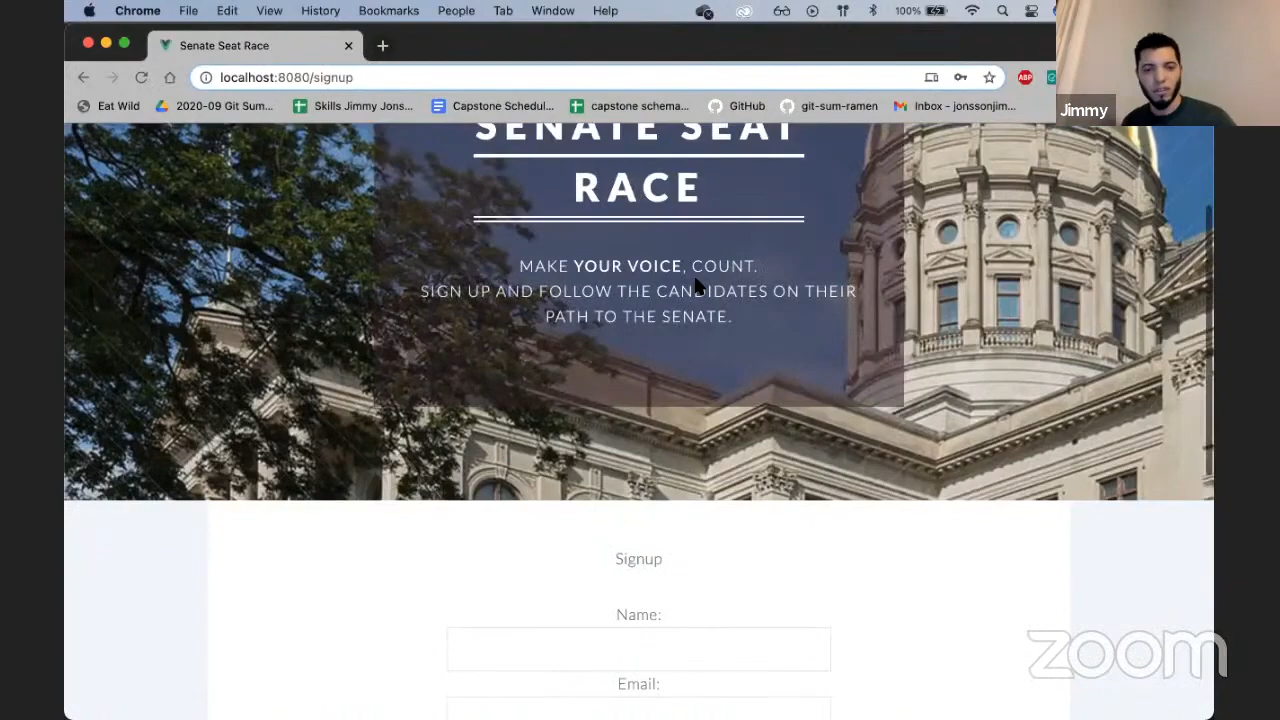 Chrome File Edit View History Bookmarks People Tab Window Help 100%
Senate Seat Race
localhost:8080/signup
ABP
Eat Wild 2020-09 Git Sum... Skills Jimmy Jons... Capstone Schedul... capstone schema... GitHub git-sum-ramen Inbox - jonssonjim...
Jimmy
SENATE SEAT
RACE
MAKE YOUR VOICE, COUNT.
SIGN UP AND FOLLOW THE CANDIDATES ON THEIR
PATH TO THE SENATE.
Signup
Name:
Email:
zoom